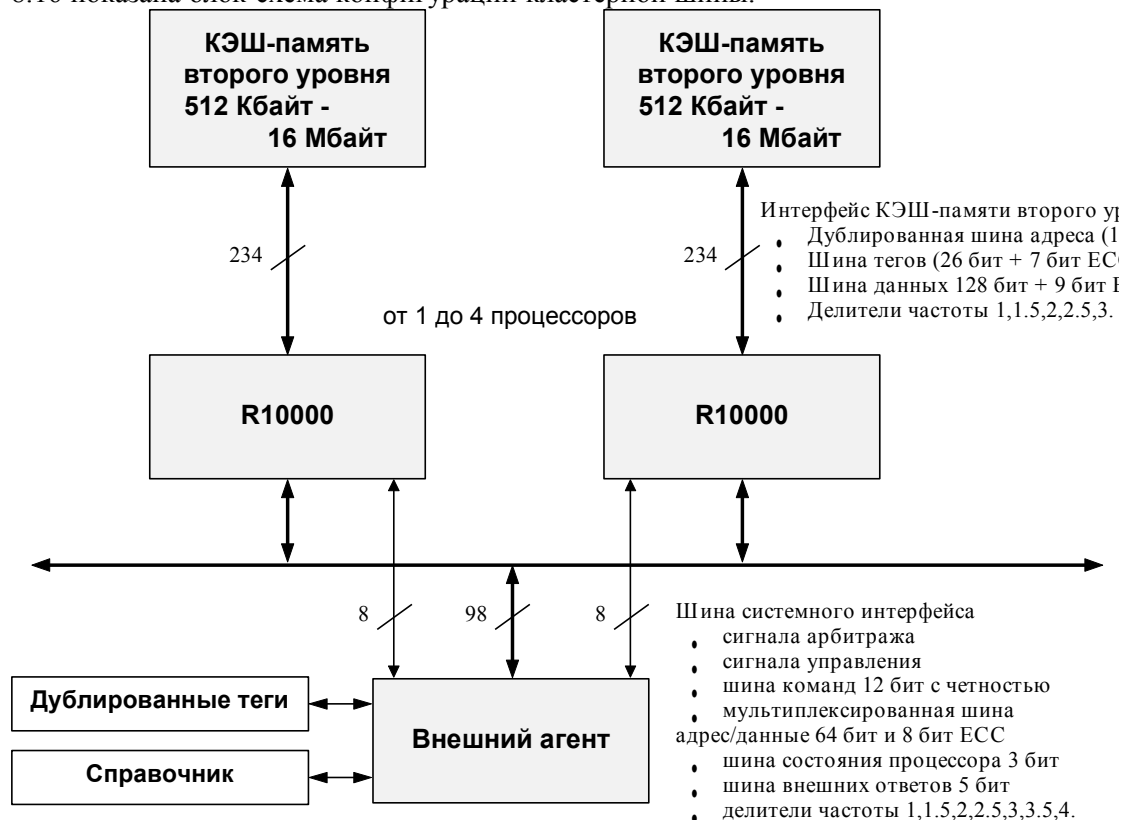 КЭШ-память
второго уровня
512 Кбайт -
16 Мбайт
КЭШ-память
второго уровня
512 Кбайт -
16 Мбайт
Интерфейс КЭШ-памяти второго
• Дублированная шина адреса
• Шина тегов (26 бит + 7 бит
• Шина данных 128 бит + 9 бит
• Делители частоты 1,1.5,2,2.5,3.
234
234
от 1 до 4 процессоров
R10000
R10000
8
98
8
Шина системного интерфейса
• сигнала арбитража
• сигнала управления
• шина команд 12 бит с четностью
• мультиплексированная шина
адрес/данные 64 бит и 8 бит ECC
• шина состояния процессора 3 бит
• шина внешних ответов 5 бит
• делители частоты 1,1.5,2,2.5,3,3.5,4.
Дублированные теги
Справочник
Внешний агент